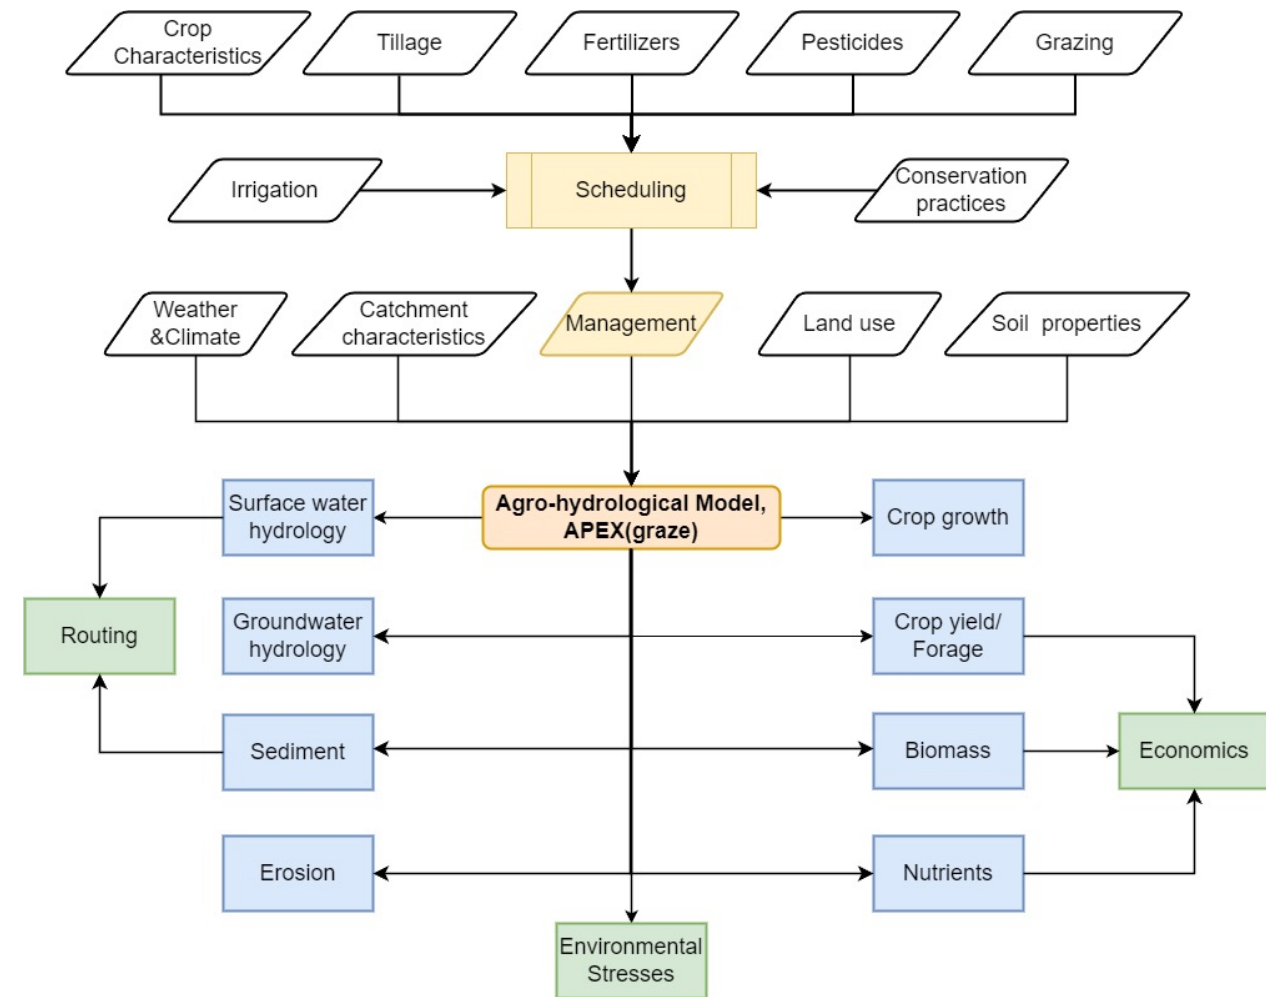 Crop
Characteristics
Tillage
Fertilizers
Pesticides
Grazing
Irrigation
Scheduling
Conservation
practices
Weather
&Climate
Catchment
characteristics
Management
Land use
Soil properties
Surface water
hydrology
Agro-hydrological Model,
APEX(graze)
Crop growth
Routing
Groundwater
hydrology
Crop yield/
Forage
Sediment
Biomass
Economics
Erosion
Nutrients
Environmental
Stresses